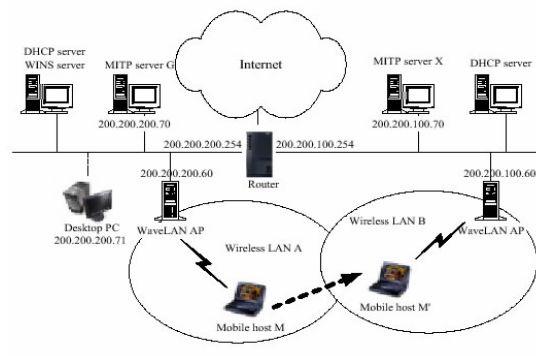 DHCP server
WINS server
MITP server G
Internet
MITP server X
DHCP server
200.200.200.70
200.200.100.70
200.200.200.254
200.200.100.254
Router
200.200.200.60
200.200.100.60
Desktop PC
200.200.200.71
WaveLAN AP
Wireless LAN A
Wireless LAN B
WaveLAN AP
Mobile host M
Mobile host M'